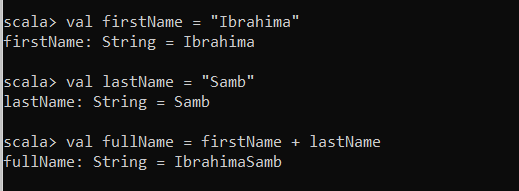 scala> val firstName = "Ibrahima"
firstName: String = Ibrahima
scala> val lastName = "Samb"
lastName: String = Samb
scala> val fullName = firstName + lastName
fullName: String = IbrahimaSamb